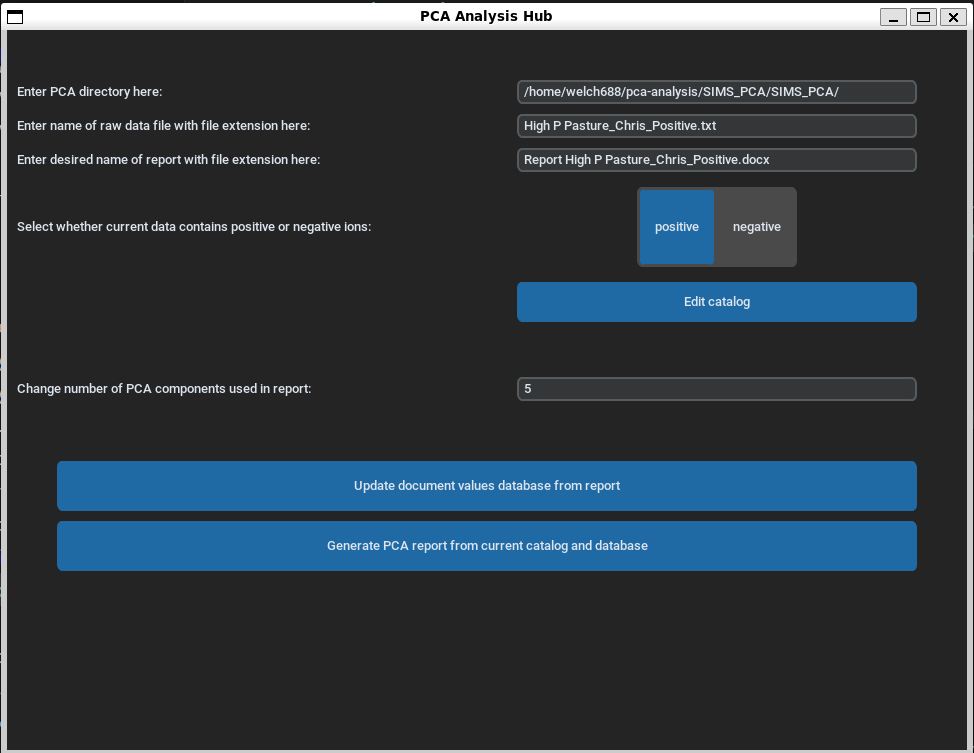 PCA Analysis Hub
Enter PCA directory here: /home/welch688/pca-analysis/SIMS_PCA/SIMS_PCA/
Enter name of raw data file with file extension here: High P Pasture_Chris_Positive.txt
Enter desired name of report with file extension here: Report High P Pasture_Chris_Positive.docx
Select whether current data contains positive or negative ions: positive negative
Edit catalog
Change number of PCA components used in report: 5
Update document values database from report
Generate PCA report from current catalog and database